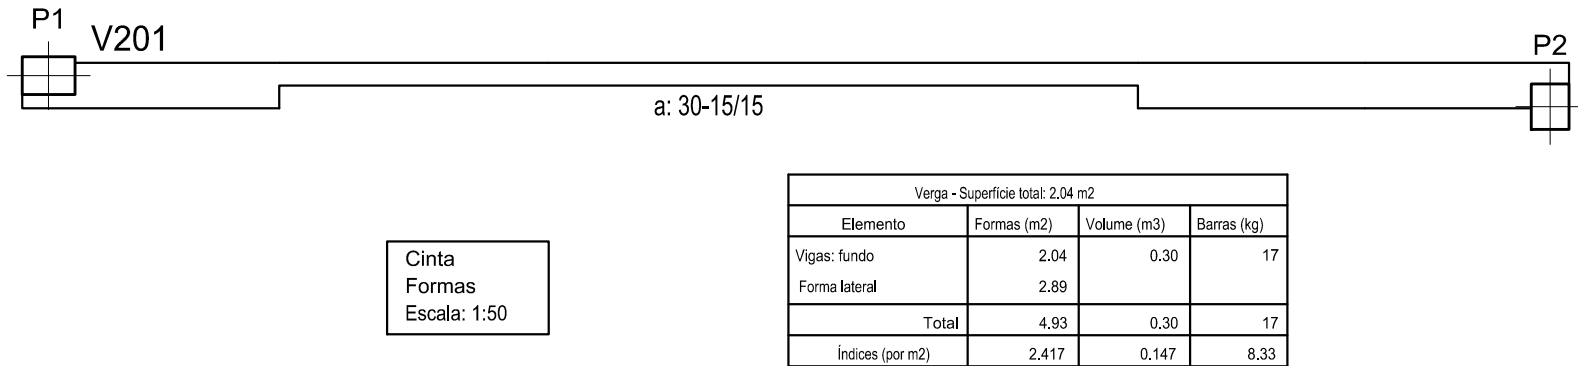 P1
V201
P2
a: 30-15/15
Verga - Superfície total: 2.04 m2
Elemento Formas (m2) Volume (m3) Barras (kg)
Vigas: fundo 2.04 0.30 17
Forma lateral 2.89
Total 4.93 0.30 17
Índices (por m2) 2.417 0.147 8.33
Cinta
Formas
Escala: 1:50